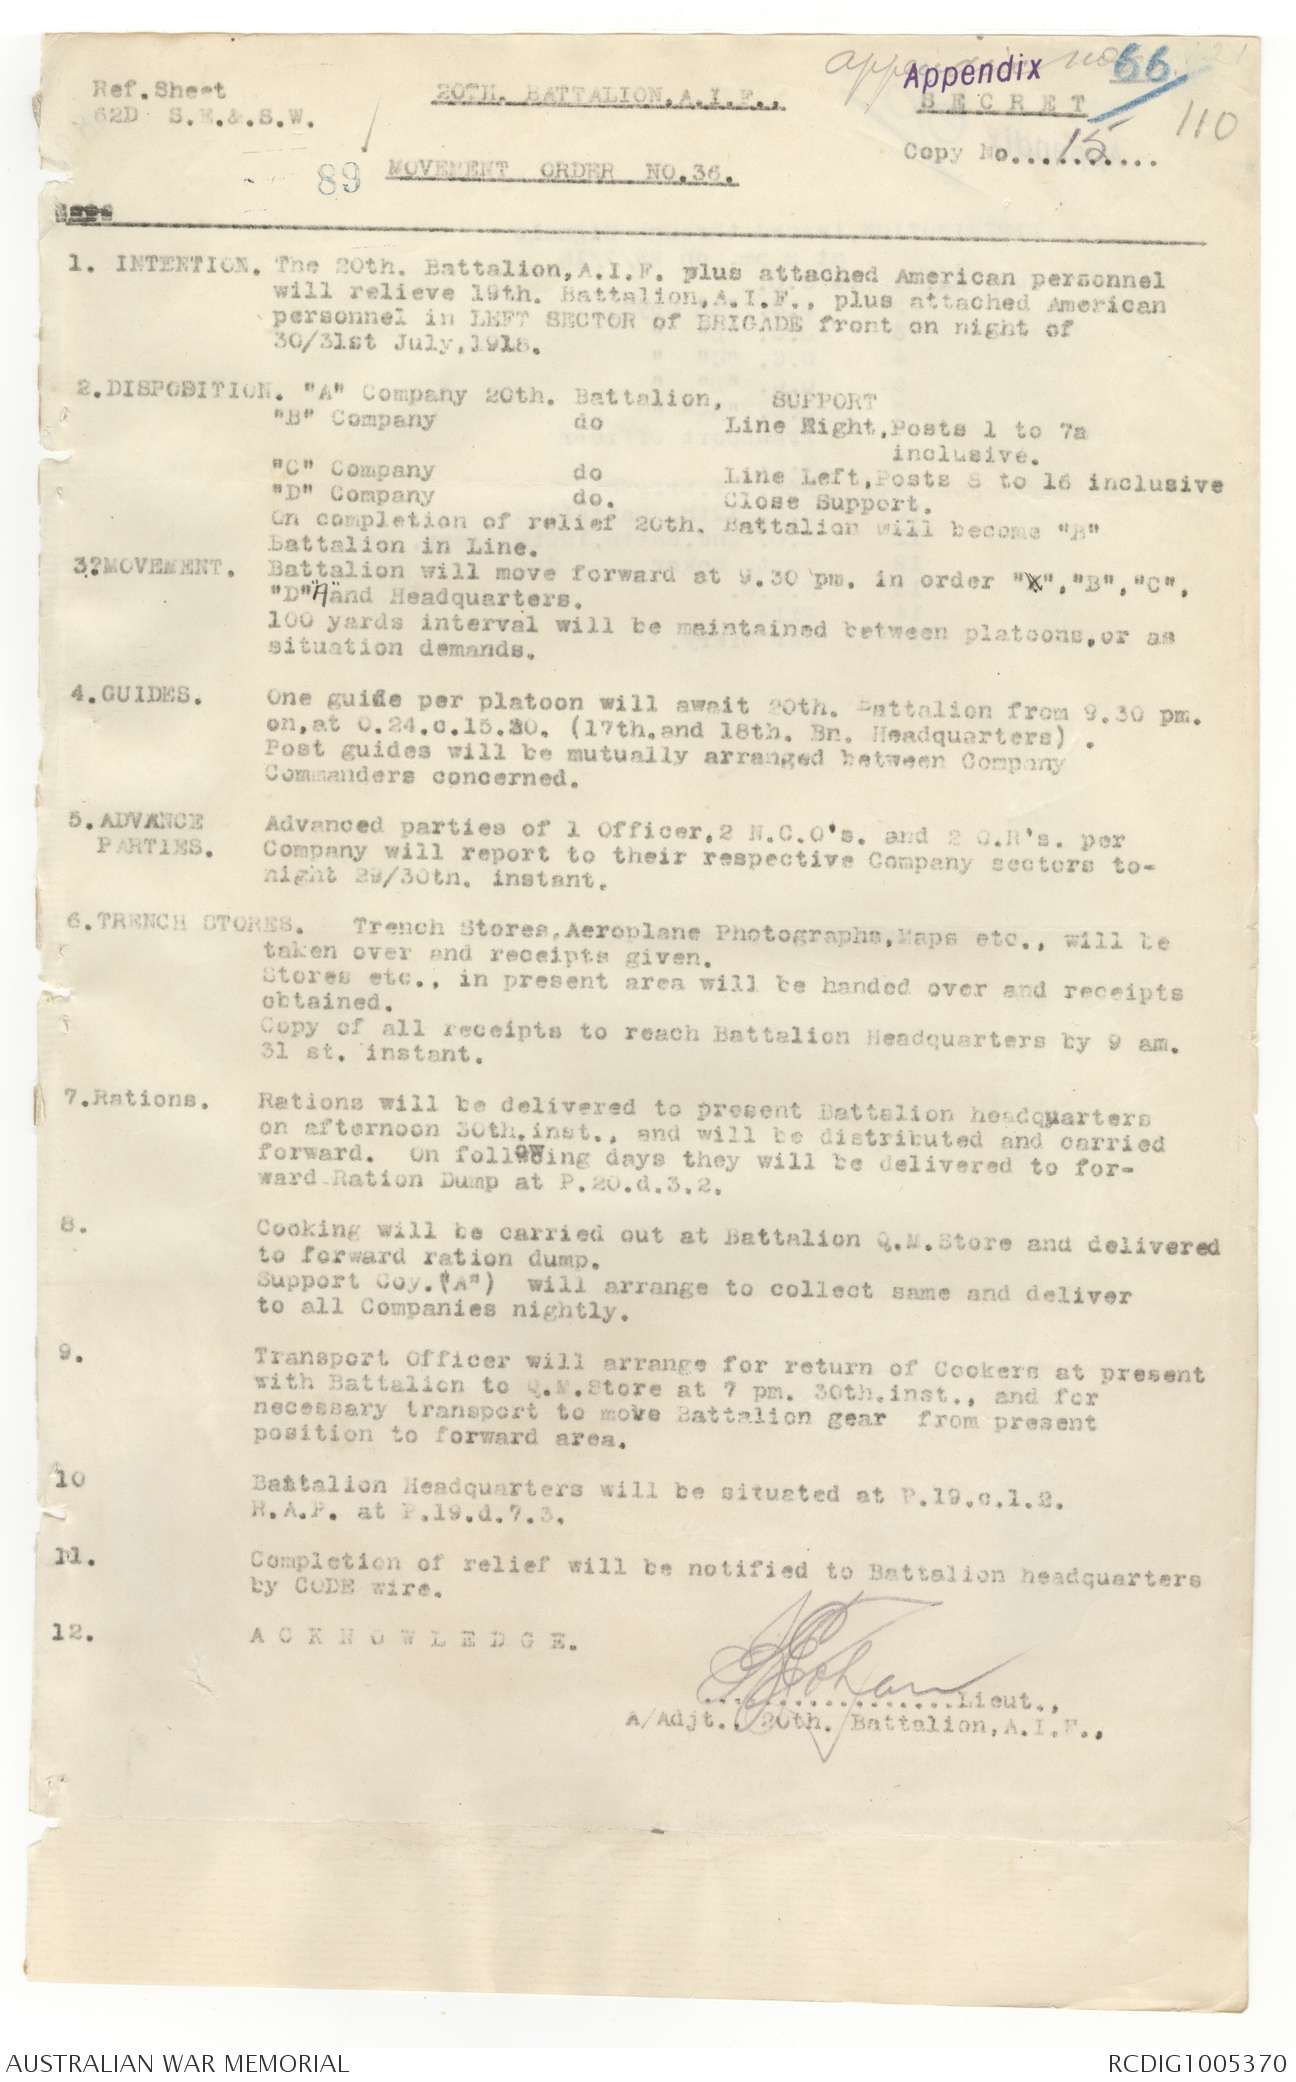 Appendix 66
Ref. Sheet
62D S.E.&.S.W.
20TH. BATTALION,A.I.F.,
S E C R E T
110
Copy No....15....
89
MOVEMENT ORDER NO.36.
1. INTENTION. The 20th. Battalion,A.I.F. plus attached American personnel
will relieve 19th. Battalion,A.I.F., plus attached American
personnel in LEFT SECTOR of BRIGADE front on night of
30/31st July,1918.
2.DISPOSITION. "A" Company 20th. Battalion, SUPPORT
"B" Company do Line Right,Posts 1 to 7a
inclusive.
"C" Company do Line Left,Posts 8 to 16 inclusive
"D" Company do. Close Support.
On completion of relief 20th. Battalion will become "B"
Battalion in Line.
3?MOVEMENT. Battalion will move forward at 9.30 pm. in order "A","B","C",
"D""A"and Headquarters.
100 yards interval will be maintained between platoons,or as
situation demands.
4.GUIDES. One guide per platoon will await 20th. Battalion from 9.30 pm.
on,at O.24.c.15.20. (17th.and 18th. Bn. Headquarters) .
Post guides will be mutually arranged between Company
Commanders concerned.
5.ADVANCE Advanced parties of 1 Officer,2 N.C.O's. and 2 O.R's. per
PARTIES. Company will report to their respective Company sectors to-
night 29/30th. instant.
6.TRENCH STORES. Trench Stores,Aeroplane Photographs,Maps etc., will be
taken over and receipts given.
Stores etc., in present area will be handed over and receipts
obtained.
Copy of all receipts to reach Battalion Headquarters by 9 am.
31 st. instant.
7.Rations. Rations will be delivered to present Battalion headquarters
on afternoon 30th.inst., and will be distributed and carried
forward. On following days they will be delivered to for-
ward Ration Dump at P.20.d.3.2.
8. Cooking will be carried out at Battalion Q.M.Store and delivered
to forward ration dump.
Support Coy.("A") will arrange to collect same and deliver
to all Companies nightly.
9. Transport Officer will arrange for return of Cookers at present
with Battalion to Q.M.Store at 7 pm. 30th.inst., and for
necessary transport to move Battalion gear from present
position to forward area.
10 Battalion Headquarters will be situated at P.19.c.1.2.
R.A.P. at P.19.d.7.3.
11. Completion of relief will be notified to Battalion headquarters
by CODE wire.
12. A C K N O W L E D G E.
..................Lieut.,
A/Adjt., 20th. Battalion,A.I.F.,
AUSTRALIAN WAR MEMORIAL
RCDIG1005370